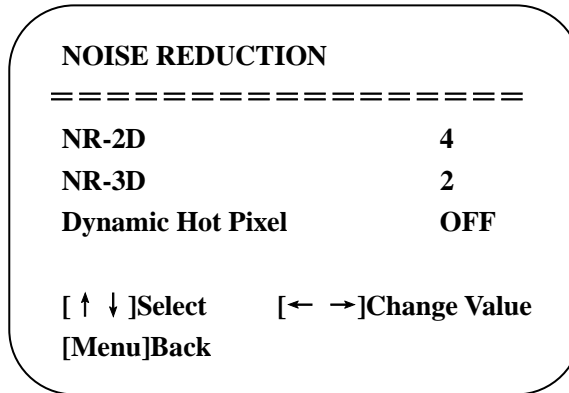 NOISE REDUCTION
==================
NR-2D 4
NR-3D 2
Dynamic Hot Pixel OFF
[↑ ↓]Select [← →]Change Value
[Menu]Back